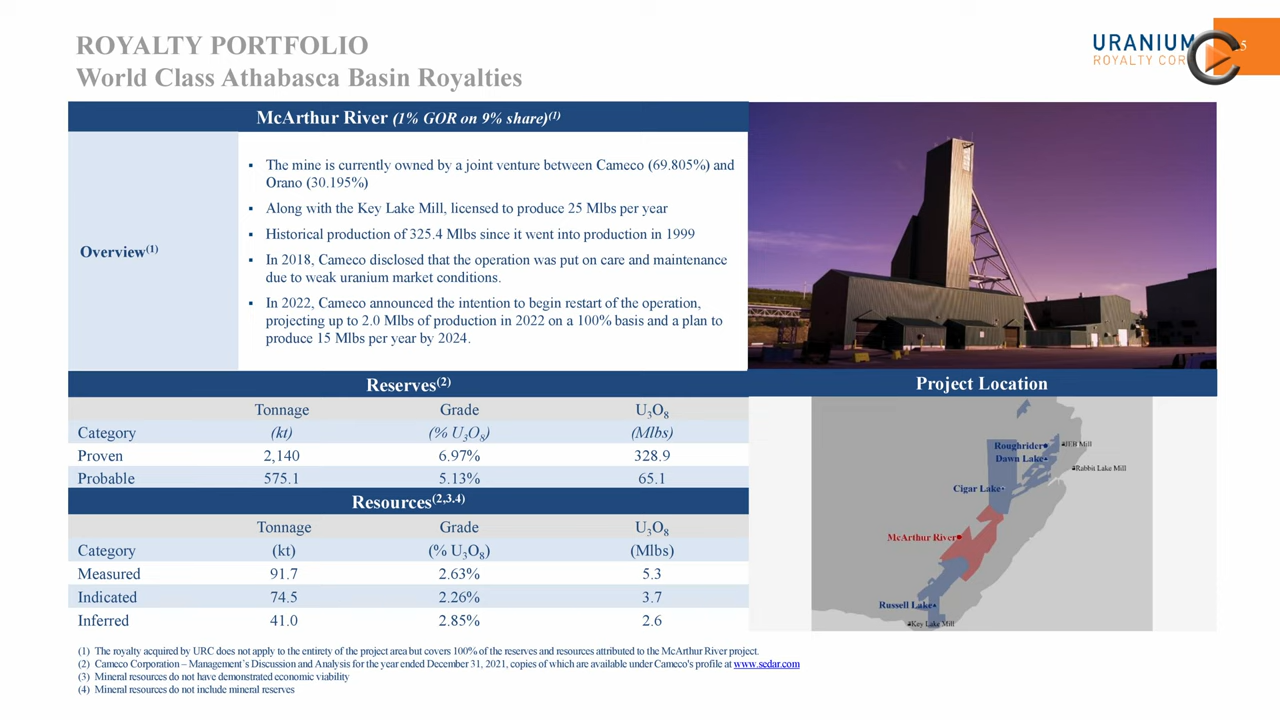 ROYALTY PORTFOLIO
World Class Athabasca Basin Royalties
URANIUM
ROYALTY COR
5
McArthur River (1% GOR on 9% share)(1)
Overview(1)
▪ The mine is currently owned by a joint venture between Cameco (69.805%) and
Orano (30.195%)
▪ Along with the Key Lake Mill, licensed to produce 25 Mlbs per year
▪ Historical production of 325.4 Mlbs since it went into production in 1999
▪ In 2018, Cameco disclosed that the operation was put on care and maintenance
due to weak uranium market conditions.
▪ In 2022, Cameco announced the intention to begin restart of the operation,
projecting up to 2.0 Mlbs of production in 2022 on a 100% basis and a plan to
produce 15 Mlbs per year by 2024.
Reserves(2)
Tonnage Grade U3O8
Category (kt) (% U3O8) (Mlbs)
Proven 2,140 6.97% 328.9
Probable 575.1 5.13% 65.1
Resources(2,3.4)
Tonnage Grade U3O8
Category (kt) (% U3O8) (Mlbs)
Measured 91.7 2.63% 5.3
Indicated 74.5 2.26% 3.7
Inferred 41.0 2.85% 2.6
Project Location
Roughrider
JEB Mill
Dawn Lake
Rabbit Lake Mill
Cigar Lake
McArthur River
Russell Lake
Key Lake Mill
(1) The royalty acquired by URC does not apply to the entirety of the project area but covers 100% of the reserves and resources attributed to the McArthur River project.
(2) Cameco Corporation – Management's Discussion and Analysis for the year ended December 31, 2021, copies of which are available under Cameco's profile at www.sedar.com
(3) Mineral resources do not have demonstrated economic viability
(4) Mineral resources do not include mineral reserves